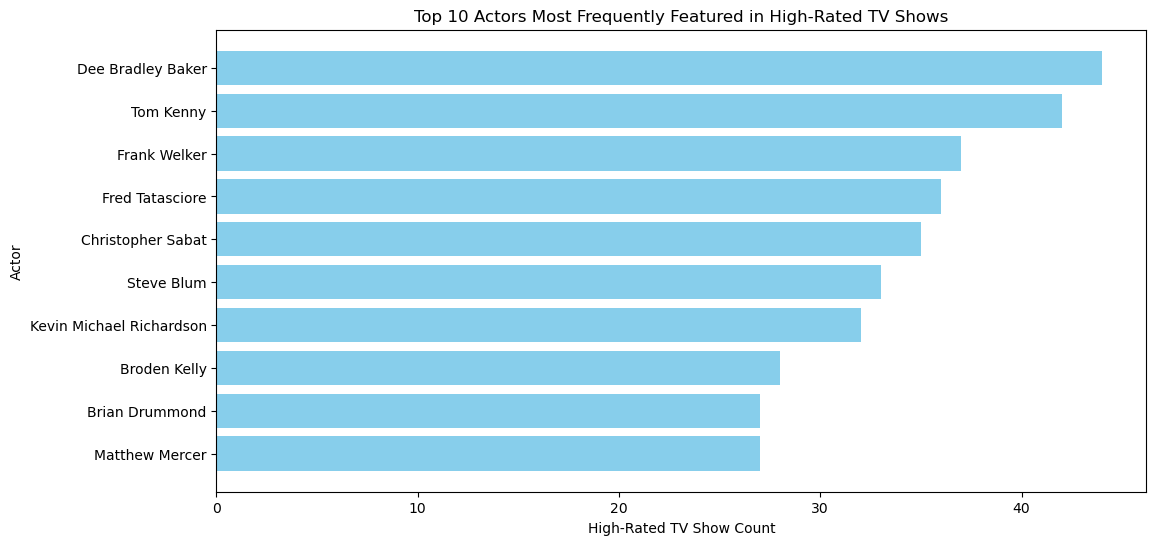 Top 10 Actors Most Frequently Featured in High-Rated TV Shows
Actor
Dee Bradley Baker
Tom Kenny
Frank Welker
Fred Tatasciore
Christopher Sabat
Steve Blum
Kevin Michael Richardson
Broden Kelly
Brian Drummond
Matthew Mercer
0 10 20 30 40
High-Rated TV Show Count